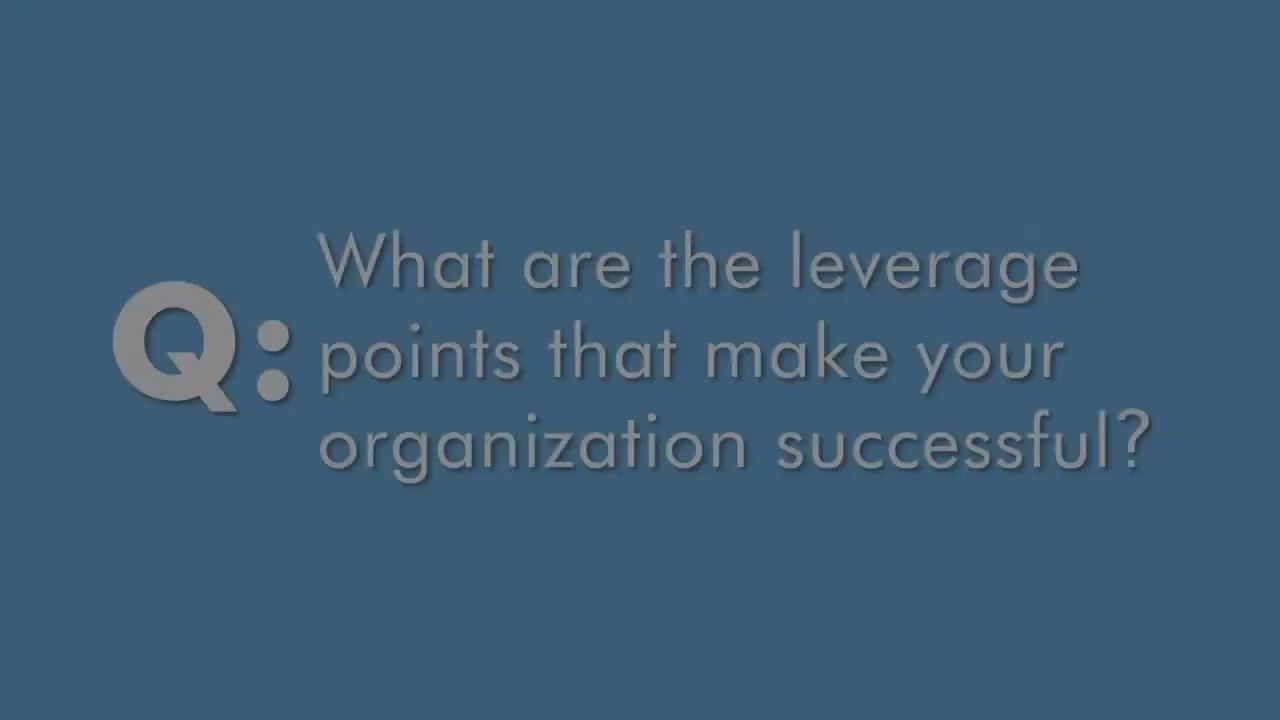 Q: What are the leverage
points that make your
organization successful?